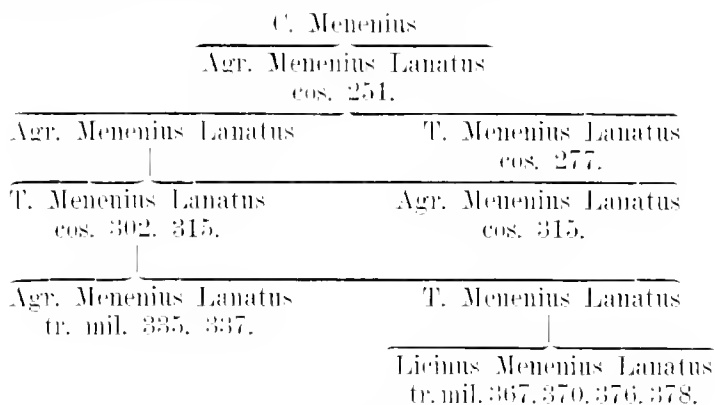 C. Menenius
Agr. Menenius Lanatus
cos. 251.
Agr. Menenius Lanatus T. Menenius Lanatus
cos. 277.
T. Menenius Lanatus Agr. Menenius Lanatus
cos. 302. 315. cos. 315.
Agr. Menenius Lanatus T. Menenius Lanatus
tr. mil. 335. 337.
Licinus Menenius Lanatus
tr. mil. 367. 370. 376. 378.